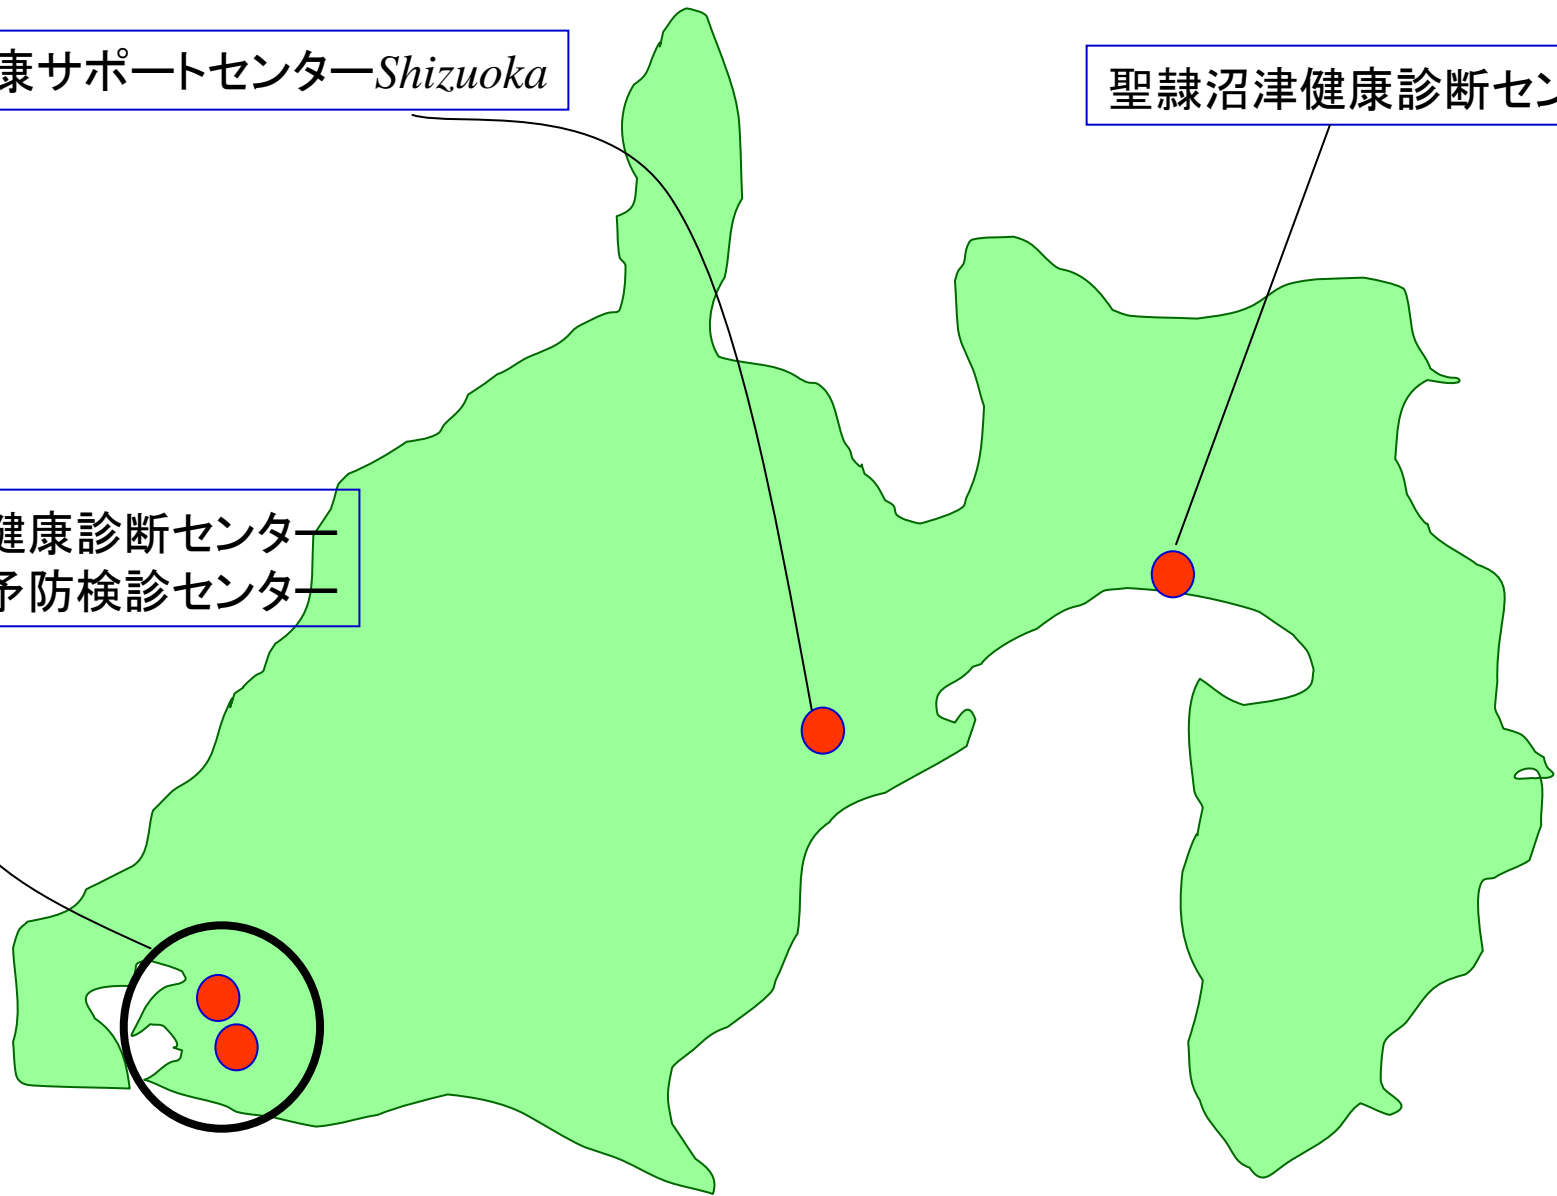 康サポートセンターShizuoka
聖隷沼津健康診断セン
健康診断センター
予防検診センター